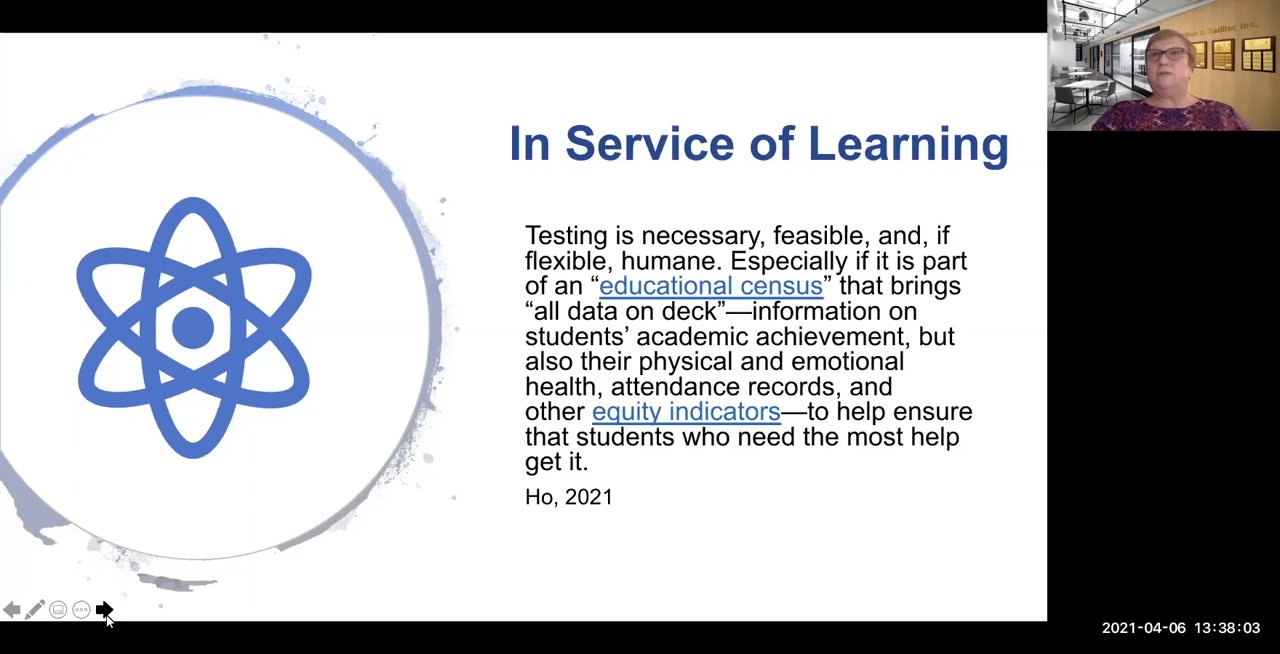 In Service of Learning
Testing is necessary, feasible, and, if
flexible, humane. Especially if it is part
of an “educational census” that brings
“all data on deck”—information on
students’ academic achievement, but
also their physical and emotional
health, attendance records, and
other equity indicators—to help ensure
that students who need the most help
get it.
Ho, 2021
Sadlier, Inc.
2021-04-06 13:38:03